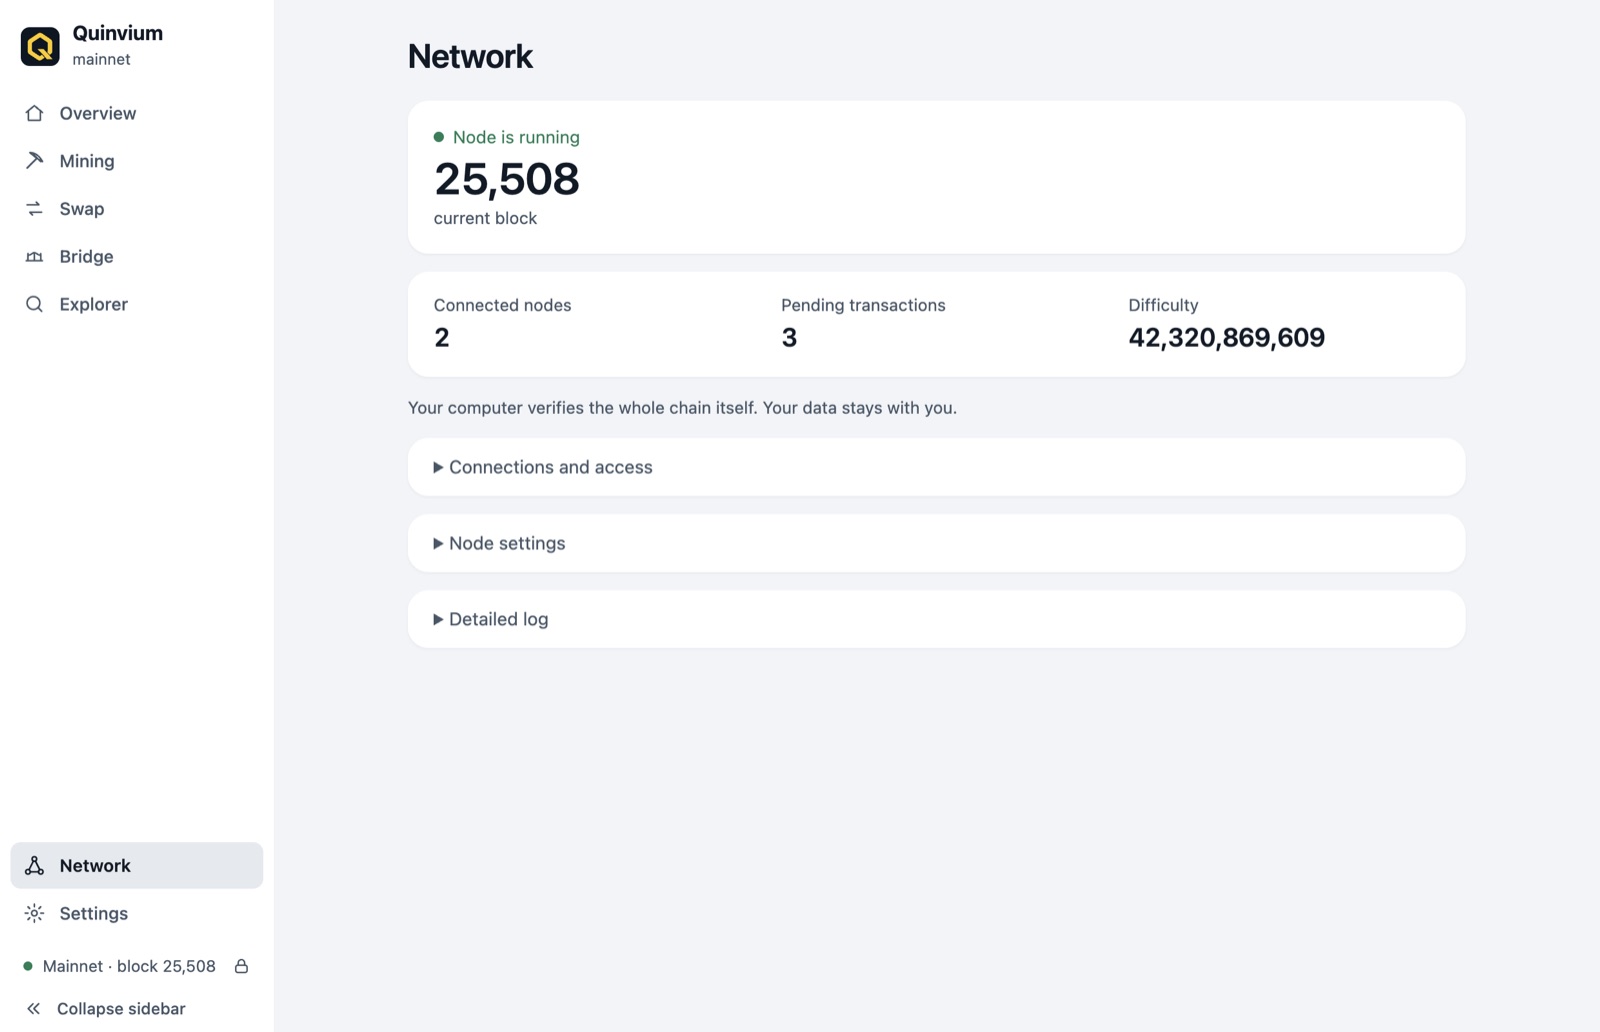 Quinvium
mainnet
Overview
Mining
Swap
Bridge
Explorer
Network
Settings
Mainnet · block 25,508
Collapse sidebar
Network
Node is running
25,508
current block
Connected nodes
2
Pending transactions
3
Difficulty
42,320,869,609
Your computer verifies the whole chain itself. Your data stays with you.
Connections and access
Node settings
Detailed log